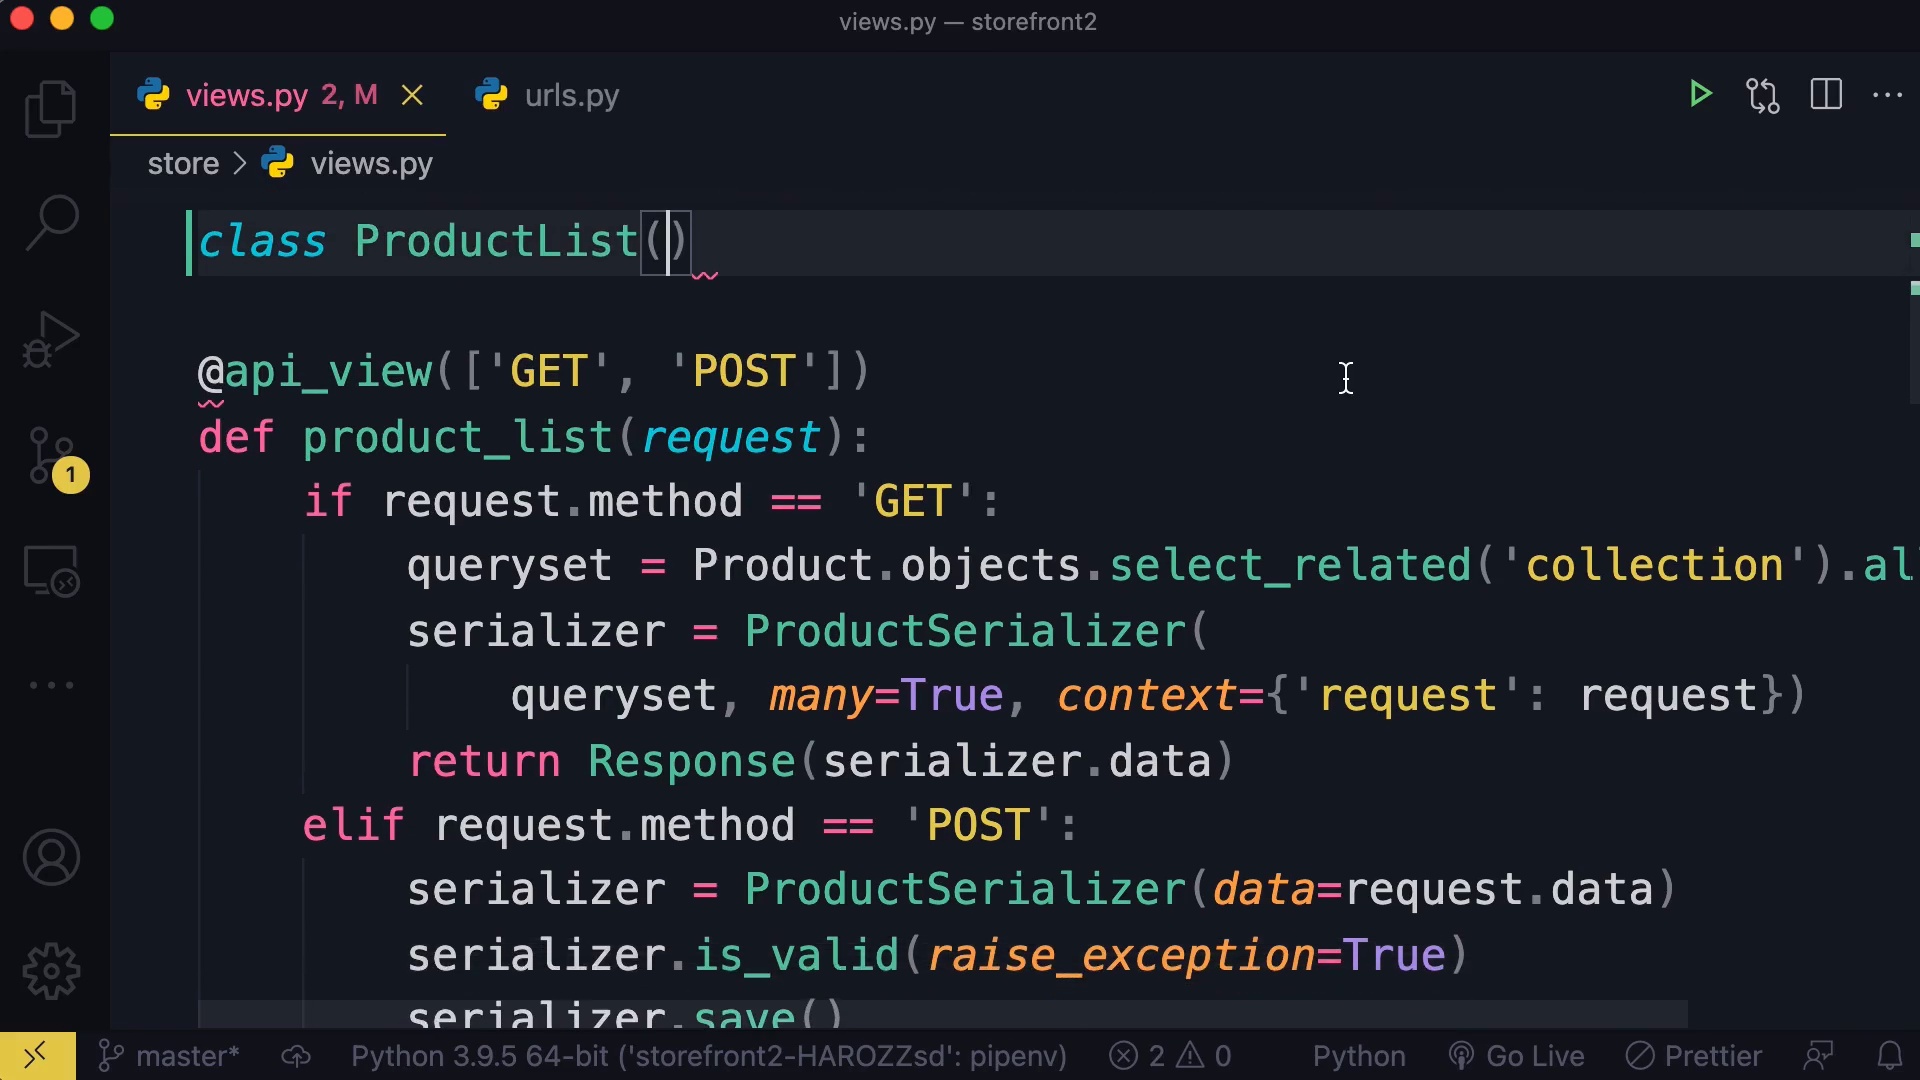 views.py — storefront2
views.py 2, M
urls.py
store > views.py
class ProductList()
@api_view(['GET', 'POST'])
def product_list(request):
if request.method == 'GET':
queryset = Product.objects.select_related('collection').al
serializer = ProductSerializer(
queryset, many=True, context={'request': request})
return Response(serializer.data)
elif request.method == 'POST':
serializer = ProductSerializer(data=request.data)
serializer.is_valid(raise_exception=True)
serializer.save()
1
master* Python 3.9.5 64-bit ('storefront2-HAROZZsd': pipenv) 2 0 Python Go Live Prettier